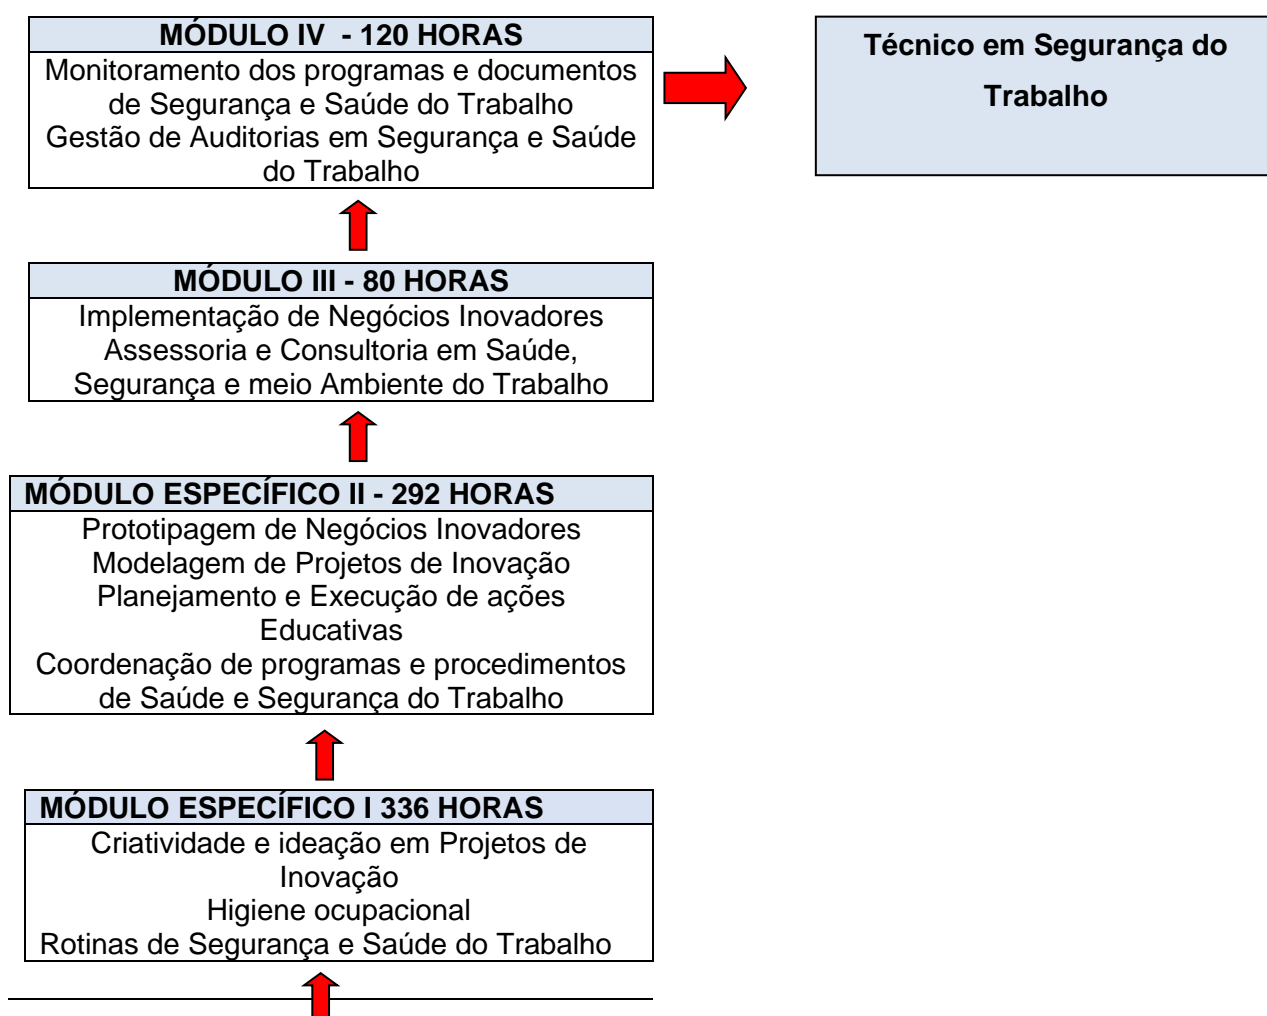 MÓDULO IV - 120 HORAS
Monitoramento dos programas e documentos
de Segurança e Saúde do Trabalho
Gestão de Auditorias em Segurança e Saúde
do Trabalho
Técnico em Segurança do
Trabalho
MÓDULO III - 80 HORAS
Implementação de Negócios Inovadores
Assessoria e Consultoria em Saúde,
Segurança e meio Ambiente do Trabalho
MÓDULO ESPECÍFICO II - 292 HORAS
Prototipagem de Negócios Inovadores
Modelagem de Projetos de Inovação
Planejamento e Execução de ações
Educativas
Coordenação de programas e procedimentos
de Saúde e Segurança do Trabalho
MÓDULO ESPECÍFICO I 336 HORAS
Criatividade e ideação em Projetos de
Inovação
Higiene ocupacional
Rotinas de Segurança e Saúde do Trabalho